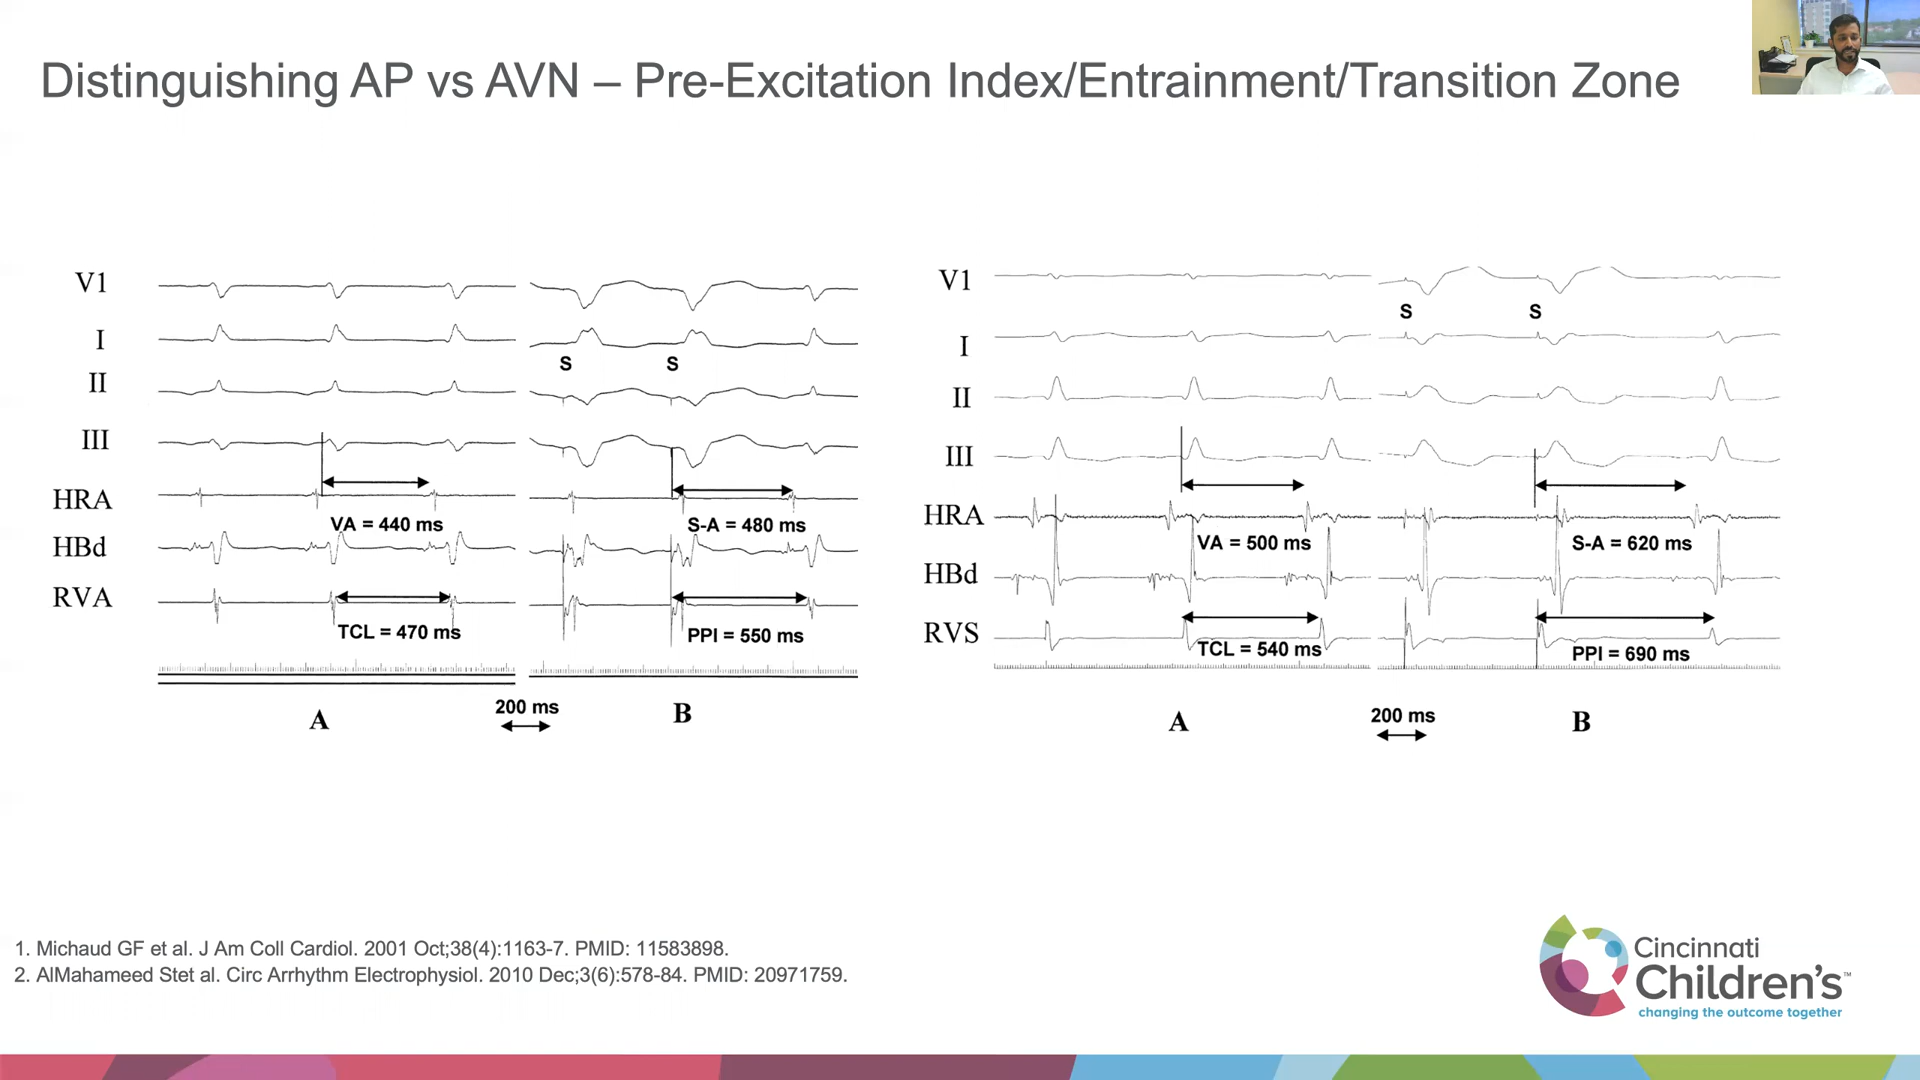 Distinguishing AP vs AVN – Pre-Excitation Index/Entrainment/Transition Zone
V1
I
II
III
HRA
HBd
RVA
S
S
VA = 440 ms
S-A = 480 ms
TCL = 470 ms
PPI = 550 ms
200 ms
A
B
V1
I
II
III
HRA
HBd
RVS
S
S
VA = 500 ms
S-A = 620 ms
TCL = 540 ms
PPI = 690 ms
200 ms
A
B
1. Michaud GF et al. J Am Coll Cardiol. 2001 Oct;38(4):1163-7. PMID: 11583898.
2. AlMahameed Stet al. Circ Arrhythm Electrophysiol. 2010 Dec;3(6):578-84. PMID: 20971759.
Cincinnati
Children's™
changing the outcome together